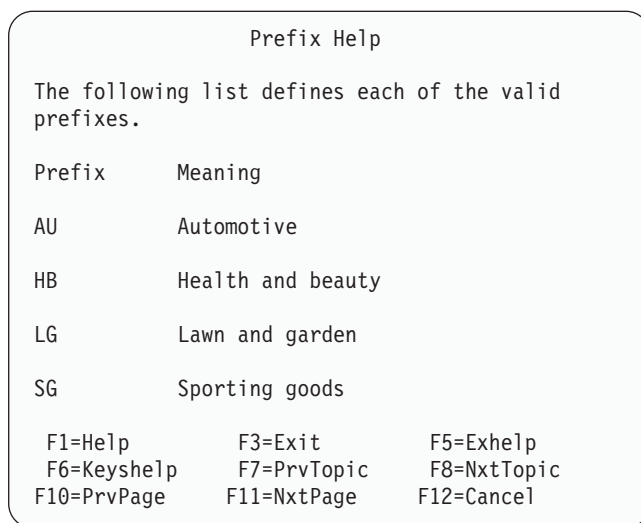 Prefix Help
The following list defines each of the valid
prefixes.
Prefix Meaning
AU Automotive
HB Health and beauty
LG Lawn and garden
SG Sporting goods
F1=Help F3=Exit F5=Exhelp
F6=Keyshelp F7=PrvTopic F8=NxtTopic
F10=PrvPage F11=NxtPage F12=Cancel